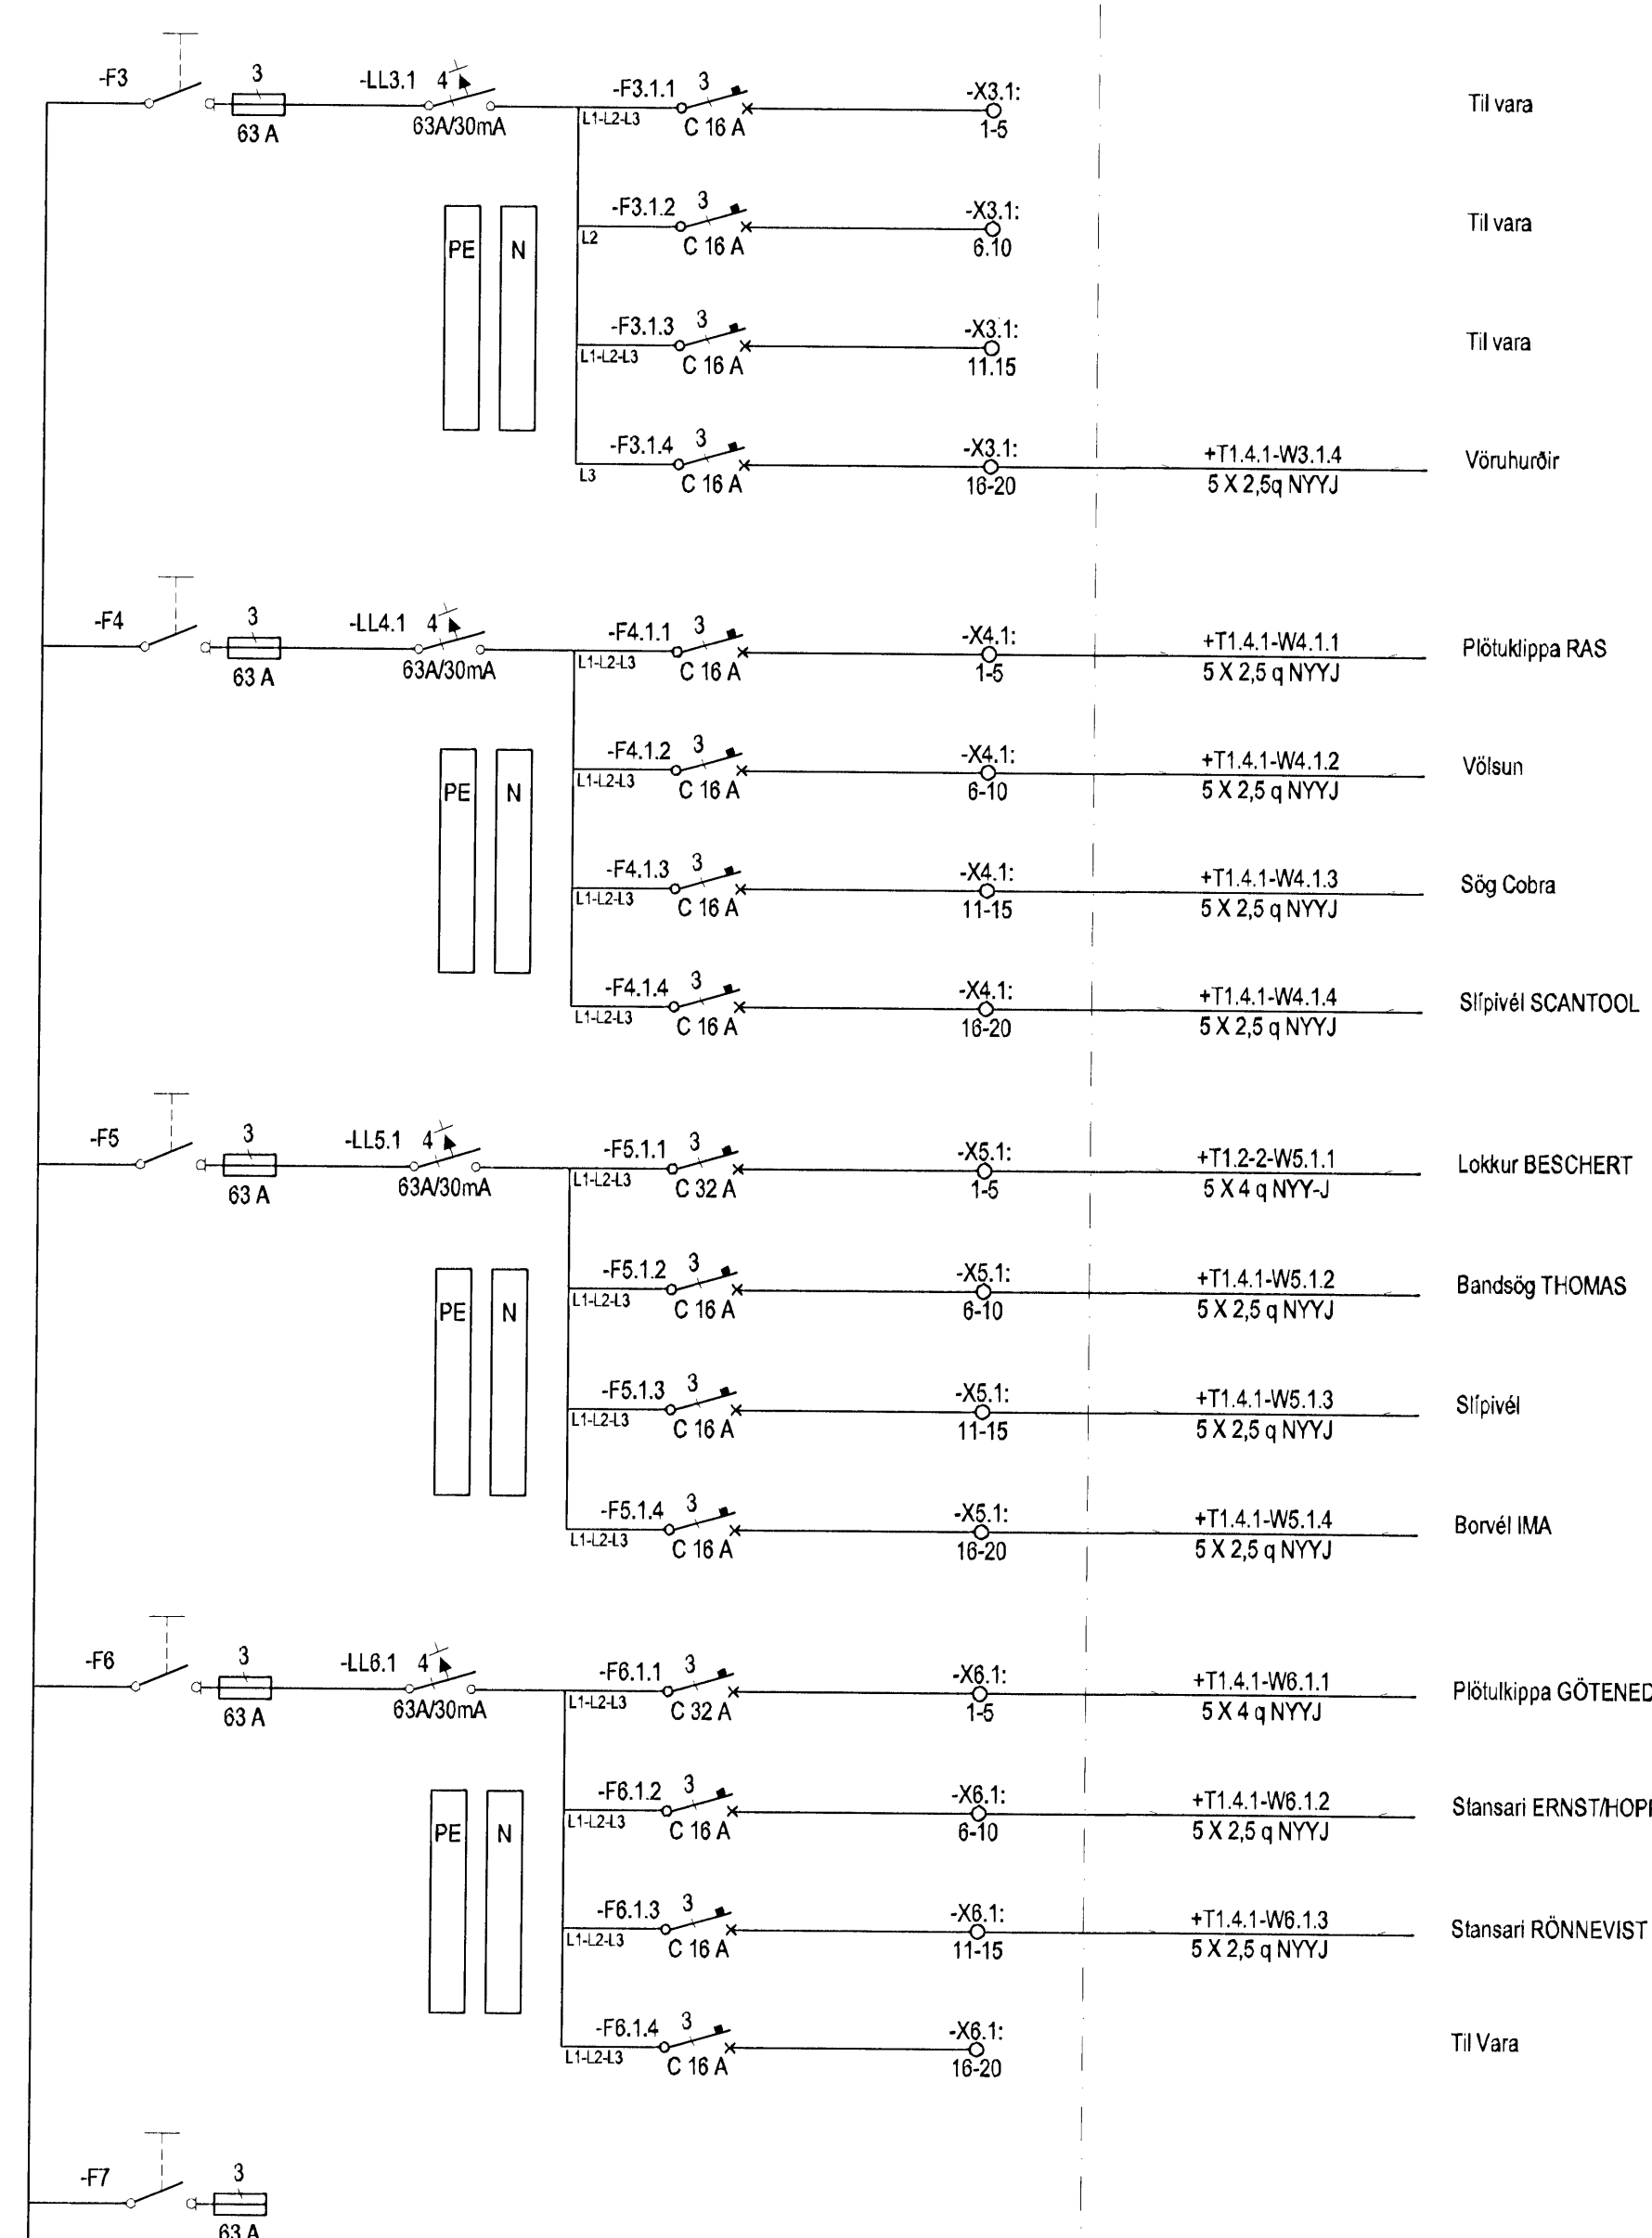 -F3 3 63 A -LL3.1 4 63A/30mA
L1-L2-L3 -F3.1.1 3 C 16 A -X3.1: 1-5 Til vara
L2 -F3.1.2 3 C 16 A -X3.1: 6.10 Til vara
PE N
L1-L2-L3 -F3.1.3 3 C 16 A -X3.1: 11.15 Til vara
L3 -F3.1.4 3 C 16 A -X3.1: 16-20 +T1.4.1-W3.1.4 5 X 2,5q NYYJ Vöruhurðir
-F4 3 63 A -LL4.1 4 63A/30mA
L1-L2-L3 -F4.1.1 3 C 16 A -X4.1: 1-5 +T1.4.1-W4.1.1 5 X 2,5 q NYYJ Plötuklippa RAS
L1-L2-L3 -F4.1.2 3 C 16 A -X4.1: 6-10 +T1.4.1-W4.1.2 5 X 2,5 q NYYJ Völsun
PE N
L1-L2-L3 -F4.1.3 3 C 16 A -X4.1: 11-15 +T1.4.1-W4.1.3 5 X 2,5 q NYYJ Sög Cobra
L1-L2-L3 -F4.1.4 3 C 16 A -X4.1: 16-20 +T1.4.1-W4.1.4 5 X 2,5 q NYYJ Slípivél SCANTOOL
-F5 3 63 A -LL5.1 4 63A/30mA
L1-L2-L3 -F5.1.1 3 C 32 A -X5.1: 1-5 +T1.2-2-W5.1.1 5 X 4 q NYY-J Lokkur BESCHERT
L1-L2-L3 -F5.1.2 3 C 16 A -X5.1: 6-10 +T1.4.1-W5.1.2 5 X 2,5 q NYYJ Bandsög THOMAS
PE N
L1-L2-L3 -F5.1.3 3 C 16 A -X5.1: 11-15 +T1.4.1-W5.1.3 5 X 2,5 q NYYJ Slípivél
L1-L2-L3 -F5.1.4 3 C 16 A -X5.1: 16-20 +T1.4.1-W5.1.4 5 X 2,5 q NYYJ Borvél IMA
-F6 3 63 A -LL6.1 4 63A/30mA
L1-L2-L3 -F6.1.1 3 C 32 A -X6.1: 1-5 +T1.4.1-W6.1.1 5 X 4 q NYYJ Plötulkippa GÖTENED
L1-L2-L3 -F6.1.2 3 C 16 A -X6.1: 6-10 +T1.4.1-W6.1.2 5 X 2,5 q NYYJ Stansari ERNST/HOP
PE N
L1-L2-L3 -F6.1.3 3 C 16 A -X6.1: 11-15 +T1.4.1-W6.1.3 5 X 2,5 q NYYJ Stansari RÖNNEVIST
L1-L2-L3 -F6.1.4 3 C 16 A -X6.1: 16-20 Til Vara
-F7 3 63 A